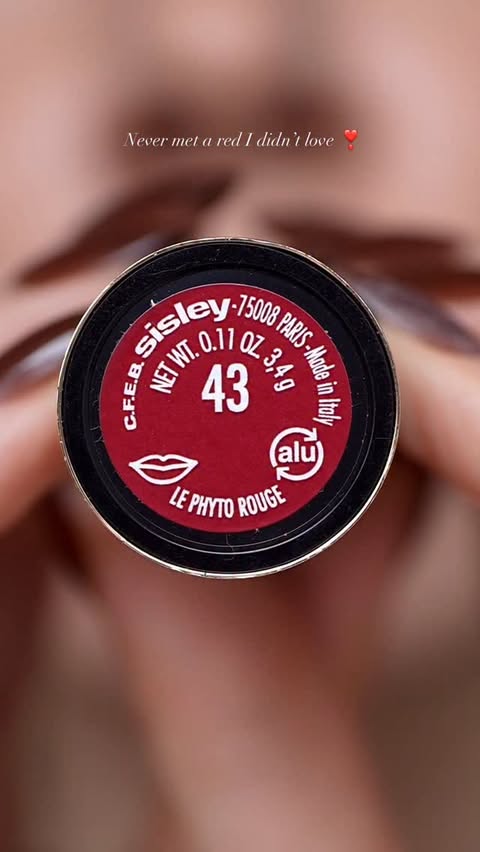 Never met a red I didn't love ❣️
C.F.E.B. sisley - 75008 PARIS - Made in Italy
NET WT. 0.11 OZ. 3,4 g
43
alu
LE PHYTO ROUGE